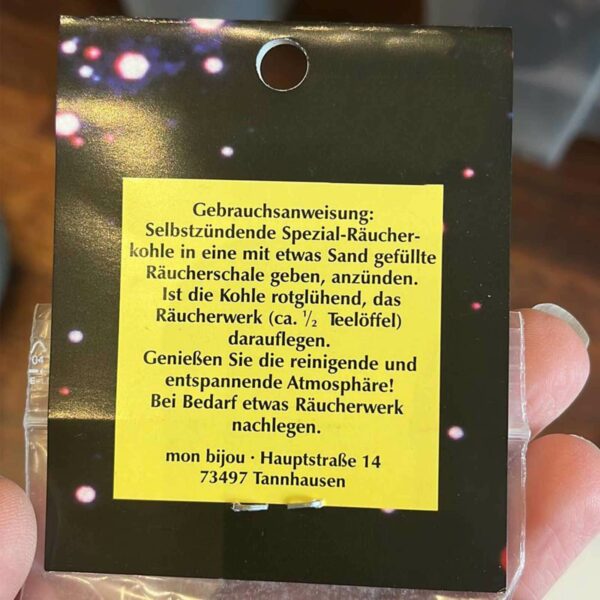 Gebrauchsanweisung:
Selbstzündende Spezial-Räucher-
kohle in eine mit etwas Sand gefüllte
Räucherschale geben, anzünden.
Ist die Kohle rotglühend, das
Räucherwerk (ca. ½ Teelöffel)
darauflegen.
Genießen Sie die reinigende und
entspannende Atmosphäre!
Bei Bedarf etwas Räucherwerk
nachlegen.
mon bijou · Hauptstraße 14
73497 Tannhausen
04